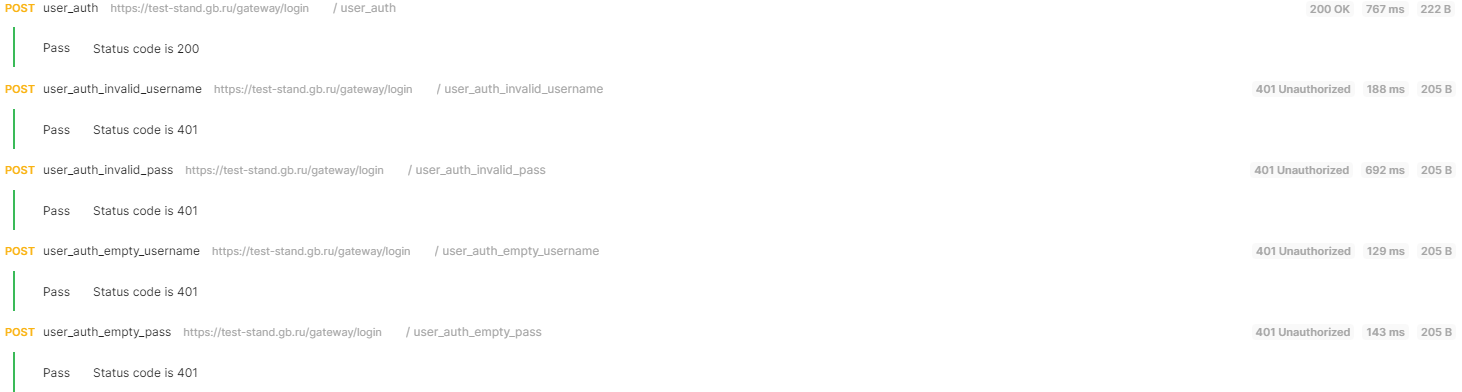 POST user_auth https://test-stand.gb.ru/gateway/login / user_auth 200 OK 767 ms 222 B
Pass Status code is 200
POST user_auth_invalid_username https://test-stand.gb.ru/gateway/login / user_auth_invalid_username 401 Unauthorized 188 ms 205 B
Pass Status code is 401
POST user_auth_invalid_pass https://test-stand.gb.ru/gateway/login / user_auth_invalid_pass 401 Unauthorized 692 ms 205 B
Pass Status code is 401
POST user_auth_empty_username https://test-stand.gb.ru/gateway/login / user_auth_empty_username 401 Unauthorized 129 ms 205 B
Pass Status code is 401
POST user_auth_empty_pass https://test-stand.gb.ru/gateway/login / user_auth_empty_pass 401 Unauthorized 143 ms 205 B
Pass Status code is 401